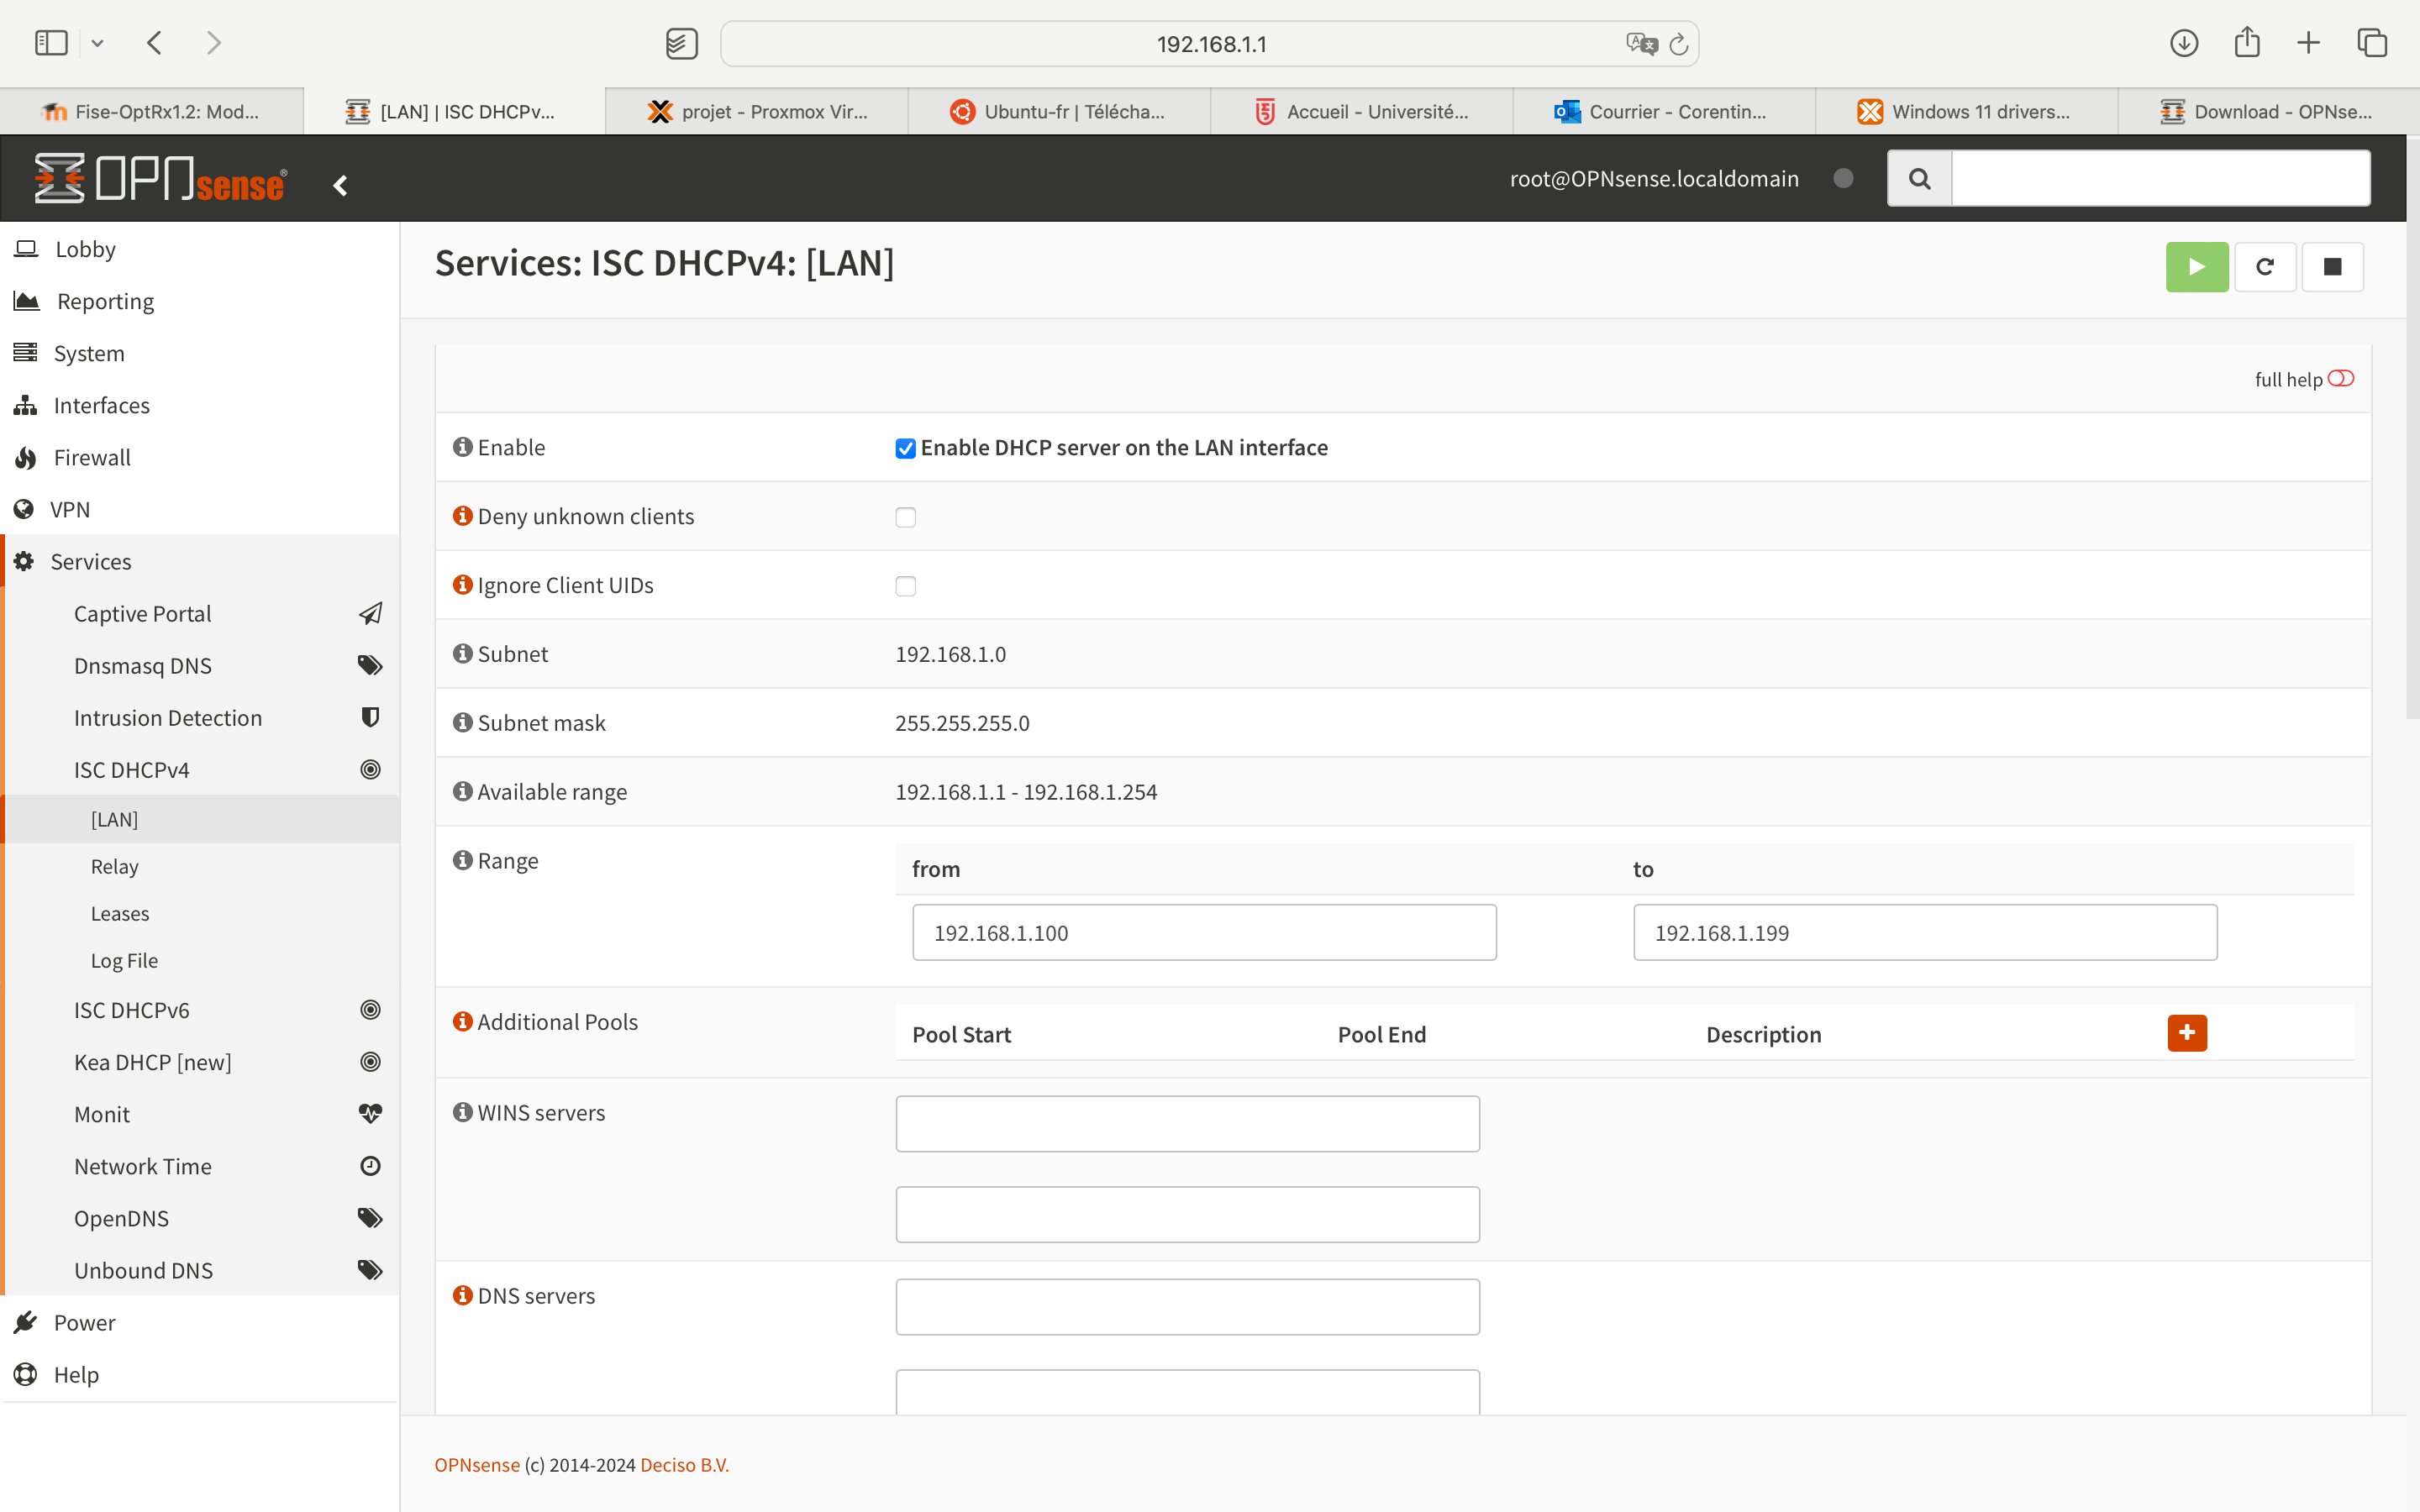 192.168.1.1
Fise-OptRx1.2: Mod...
[LAN] | ISC DHCPv...
projet - Proxmox Vir...
Ubuntu-fr | Télécha...
Accueil - Université...
Courrier - Corentin...
Windows 11 drivers...
Download - OPNse...
OPNsense®
root@OPNsense.localdomain
Lobby
Reporting
System
Interfaces
Firewall
VPN
Services
Captive Portal
Dnsmasq DNS
Intrusion Detection
ISC DHCPv4
[LAN]
Relay
Leases
Log File
ISC DHCPv6
Kea DHCP [new]
Monit
Network Time
OpenDNS
Unbound DNS
Power
Help
Services: ISC DHCPv4: [LAN]
full help
Enable
Enable DHCP server on the LAN interface
Deny unknown clients
Ignore Client UIDs
Subnet
192.168.1.0
Subnet mask
255.255.255.0
Available range
192.168.1.1 - 192.168.1.254
Range
from
to
192.168.1.100
192.168.1.199
Additional Pools
Pool Start
Pool End
Description
WINS servers
DNS servers
OPNsense (c) 2014-2024 Deciso B.V.